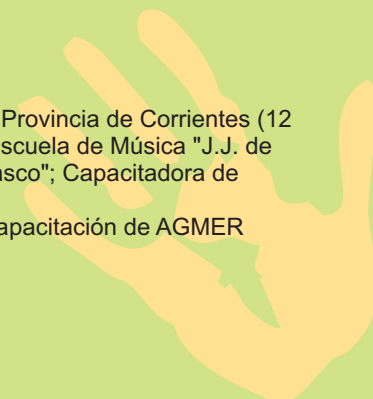 Provincia de Corrientes (12
scuela de Música "J.J. de
asco"; Capacitadora de
apacitación de AGMER